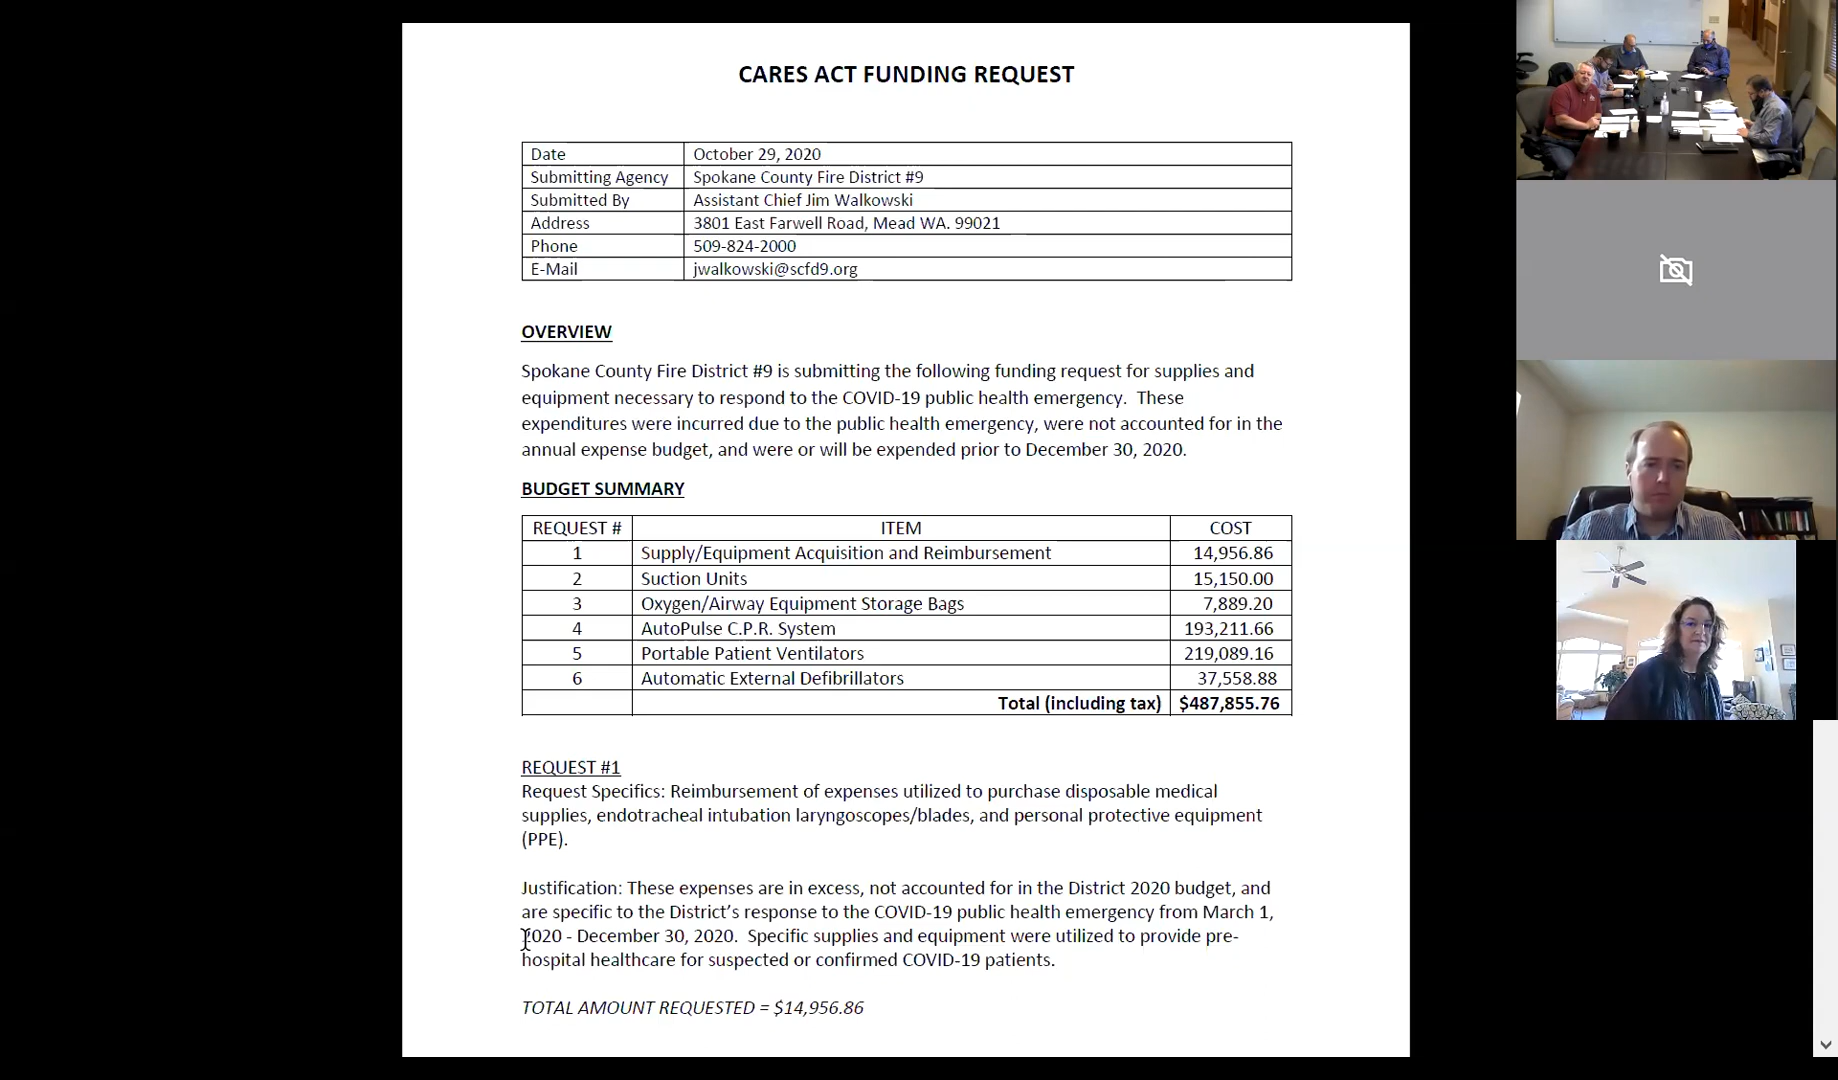 CARES ACT FUNDING REQUEST
Date October 29, 2020
Submitting Agency Spokane County Fire District #9
Submitted By Assistant Chief Jim Walkowski
Address 3801 East Farwell Road, Mead WA. 99021
Phone 509-824-2000
E-Mail jwalkowski@scfd9.org
OVERVIEW
Spokane County Fire District #9 is submitting the following funding request for supplies and
equipment necessary to respond to the COVID-19 public health emergency. These
expenditures were incurred due to the public health emergency, were not accounted for in the
annual expense budget, and were or will be expended prior to December 30, 2020.
BUDGET SUMMARY
REQUEST # ITEM COST
1 Supply/Equipment Acquisition and Reimbursement 14,956.86
2 Suction Units 15,150.00
3 Oxygen/Airway Equipment Storage Bags 7,889.20
4 AutoPulse C.P.R. System 193,211.66
5 Portable Patient Ventilators 219,089.16
6 Automatic External Defibrillators 37,558.88
Total (including tax) $487,855.76
REQUEST #1
Request Specifics: Reimbursement of expenses utilized to purchase disposable medical
supplies, endotracheal intubation laryngoscopes/blades, and personal protective equipment
(PPE).
Justification: These expenses are in excess, not accounted for in the District 2020 budget, and
are specific to the District's response to the COVID-19 public health emergency from March 1,
2020 - December 30, 2020. Specific supplies and equipment were utilized to provide pre-
hospital healthcare for suspected or confirmed COVID-19 patients.
TOTAL AMOUNT REQUESTED = $14,956.86